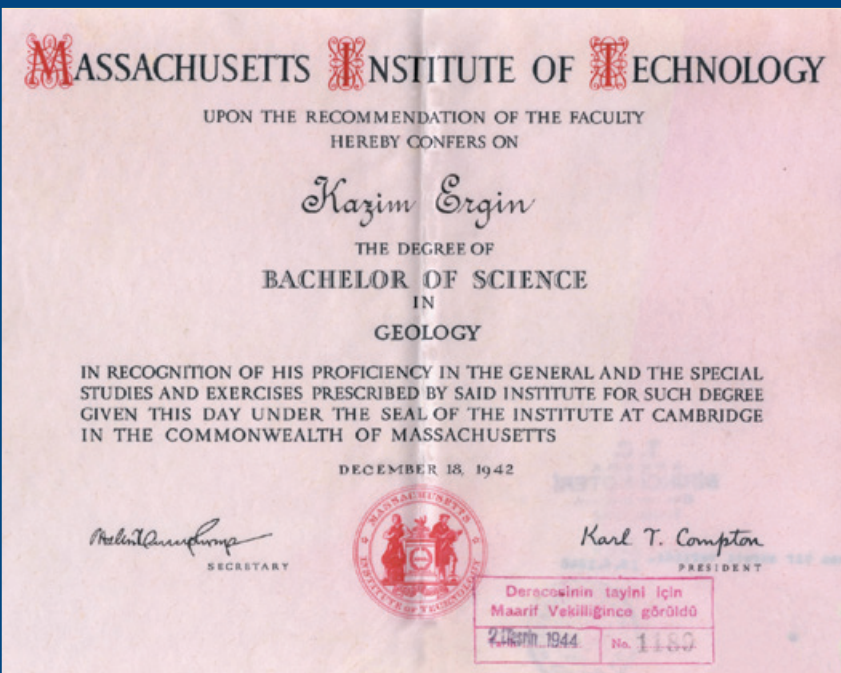 MASSACHUSETTS INSTITUTE OF TECHNOLOGY
UPON THE RECOMMENDATION OF THE FACULTY
HEREBY CONFERS ON
Kazim Ergin
THE DEGREE OF
BACHELOR OF SCIENCE
IN
GEOLOGY
IN RECOGNITION OF HIS PROFICIENCY IN THE GENERAL AND THE SPECIAL
STUDIES AND EXERCISES PRESCRIBED BY SAID INSTITUTE FOR SUCH DEGREE
GIVEN THIS DAY UNDER THE SEAL OF THE INSTITUTE AT CAMBRIDGE
IN THE COMMONWEALTH OF MASSACHUSETTS
DECEMBER 18, 1942
MASSACHUSETTS
INSTITUTE OF TECHNOLOGY
SECRETARY
Karl T. Compton
PRESIDENT
Derecesinin tayini için
Maarif Vekilliğince görüldü
1944 No. 1189